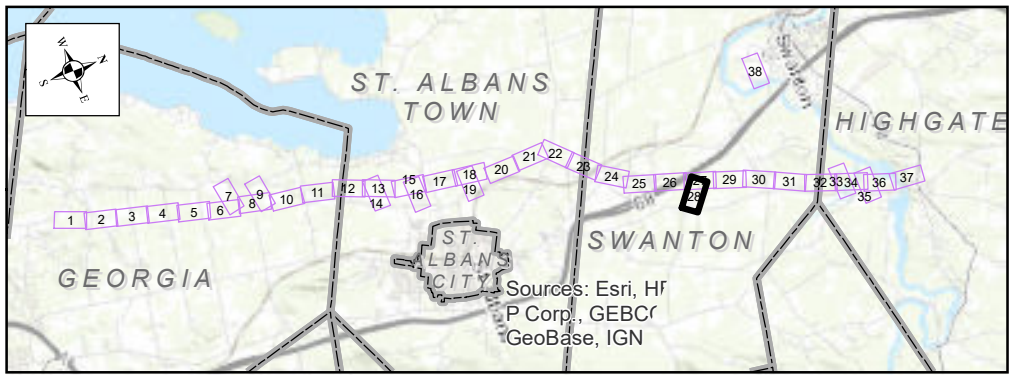 W
N
S
E
ST. ALBANS
TOWN
HIGHGATE
GEORGIA
ST.
ALBANS
CITY
SWANTON
Swanton
Sources: Esri, HE
P Corp., GEBCO
GeoBase, IGN
1
2
3
4
5
6
7
8
9
10
11
12
13
14
15
16
17
18
19
20
21
22
23
24
25
26
28
29
30
31
32
33
34
35
36
37
38